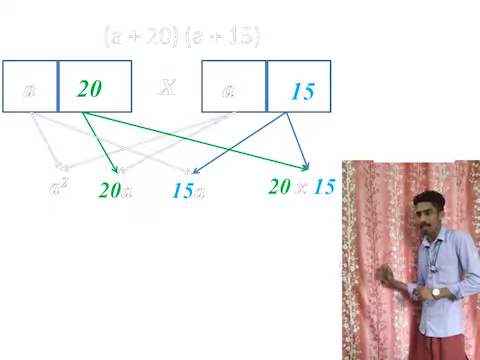 (a + 20) (a + 15)
a 20 X a 15
a² 20a 15a 20 x 15